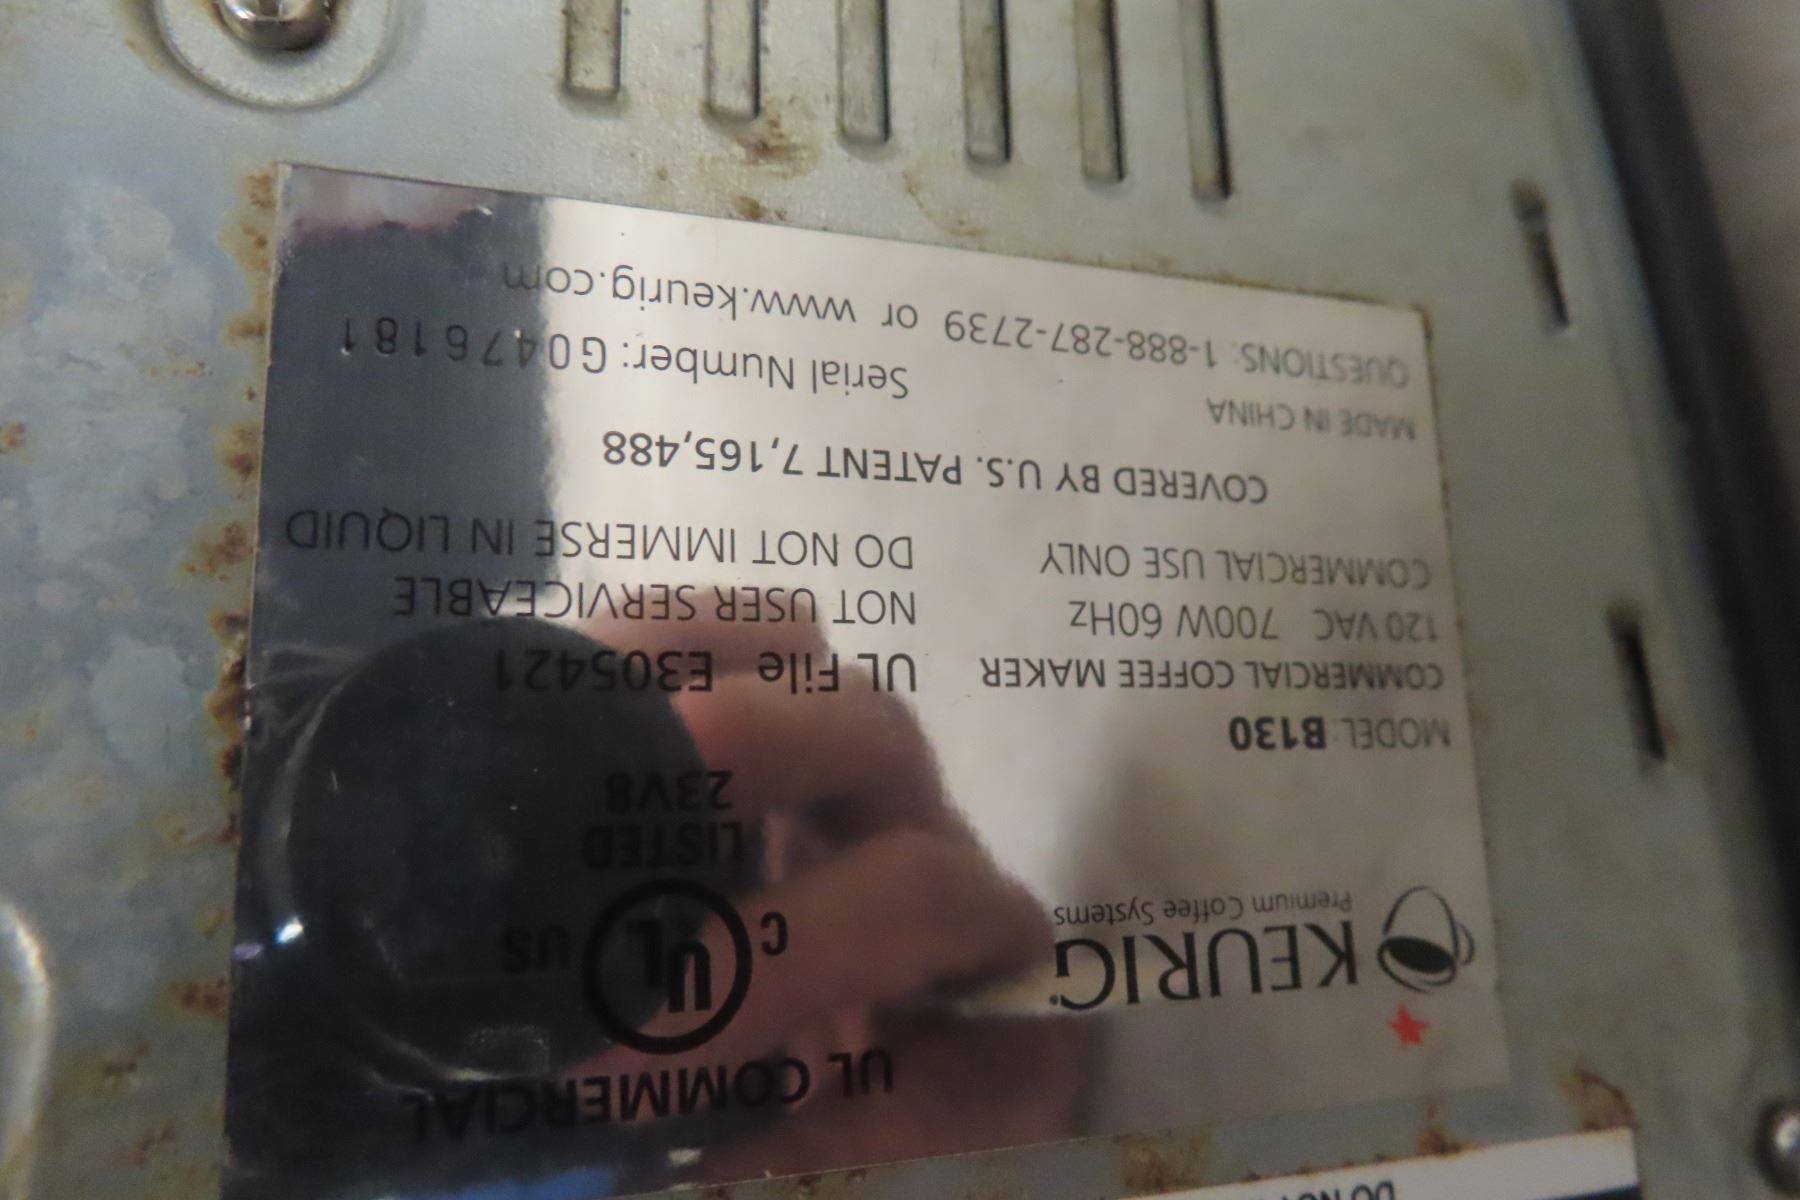 UL COMMERCIAL
KEURIG
Premium Coffee Systems
C UL US
LISTED
23V8
MODEL: B130
COMMERCIAL COFFEE MAKER UL File E305421
120 VAC 700W 60Hz NOT USER SERVICEABLE
COMMERCIAL USE ONLY DO NOT IMMERSE IN LIQUID
COVERED BY U.S. PATENT 7,165,488
MADE IN CHINA Serial Number: G0476181
QUESTIONS: 1-888-287-2739 or www.keurig.com